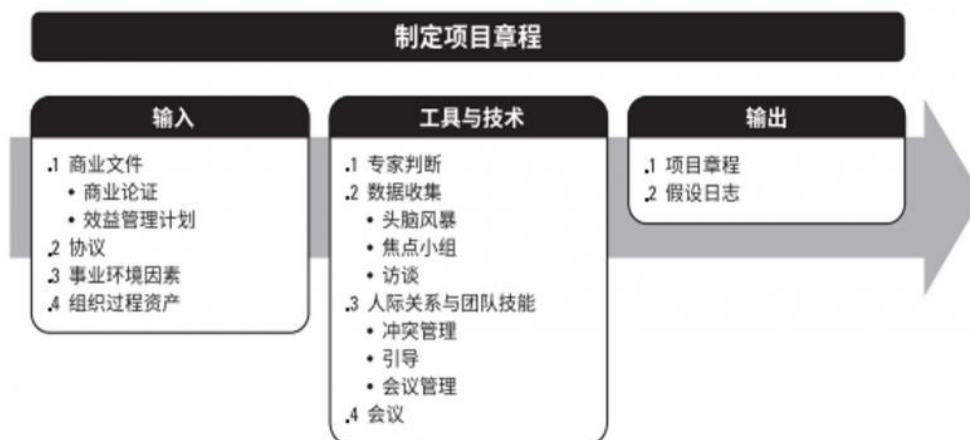 制定项目章程
输入
.1 商业文件
• 商业论证
• 效益管理计划
.2 协议
.3 事业环境因素
.4 组织过程资产
工具与技术
.1 专家判断
.2 数据收集
• 头脑风暴
• 焦点小组
• 访谈
.3 人际关系与团队技能
• 冲突管理
• 引导
• 会议管理
.4 会议
输出
.1 项目章程
.2 假设日志